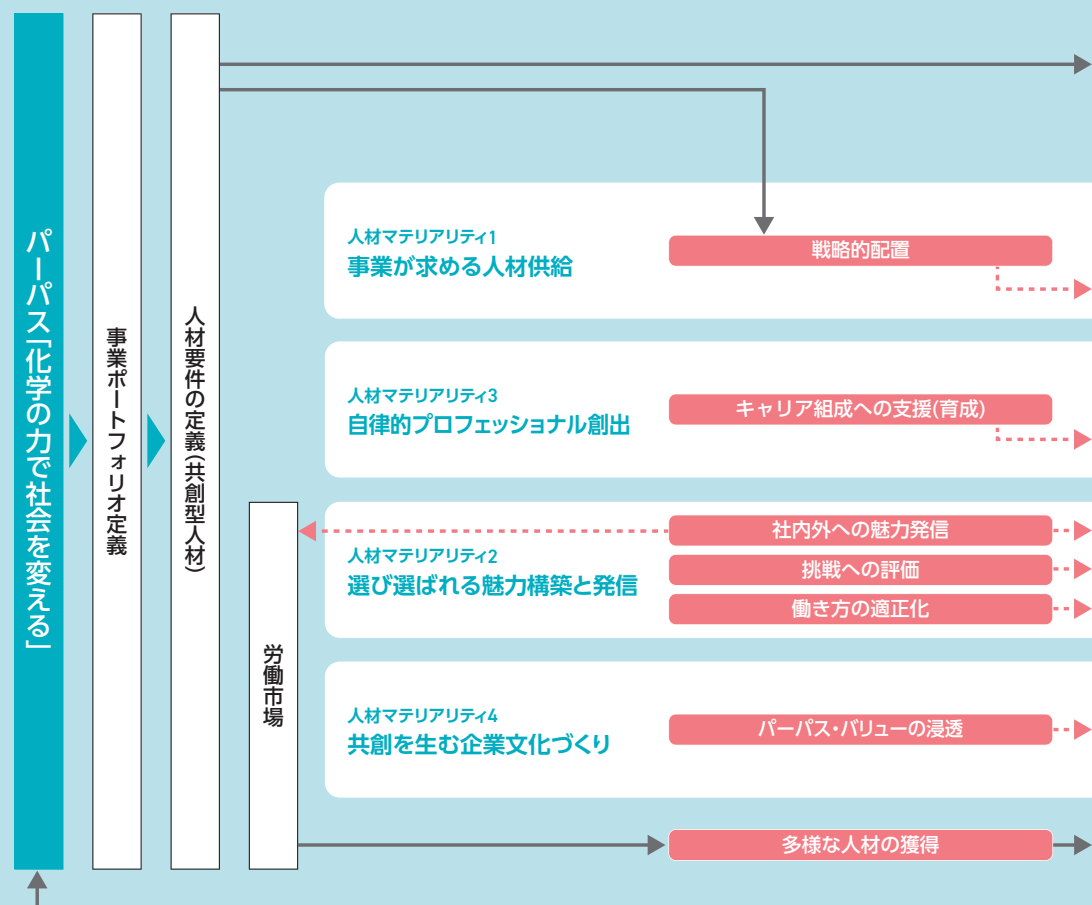 パーパス「化学の力で社会を変える」
事業ポートフォリオ定義
人材要件の定義(共創型人材)
労働市場
人材マテリアリティ1
事業が求める人材供給
戦略的配置
人材マテリアリティ3
自律的プロフェッショナル創出
キャリア組成への支援(育成)
人材マテリアリティ2
選び選ばれる魅力構築と発信
社内外への魅力発信
挑戦への評価
働き方の適正化
人材マテリアリティ4
共創を生む企業文化づくり
パーパス・バリューの浸透
多様な人材の獲得